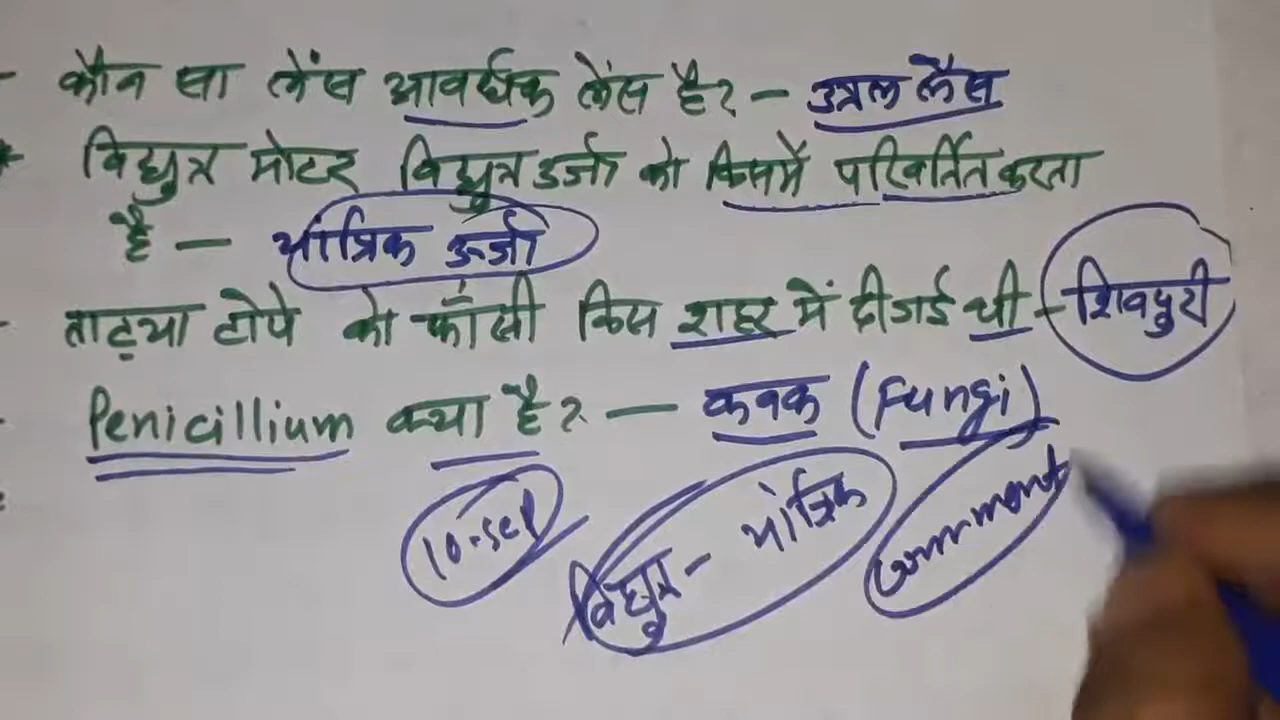 - कौन सा लेंस आवर्धक लेंस है? - उत्तल लेंस
* विद्युत मोटर विद्युत उर्जा को किसमें परिवर्तित करता
है - यांत्रिक ऊर्जा
- तात्या टोपे को फाँसी किस शहर में दी गई थी - शिवपुरी
- Penicillium क्या है? - कवक (Fungi)
10-sep विद्युत - यांत्रिक comment